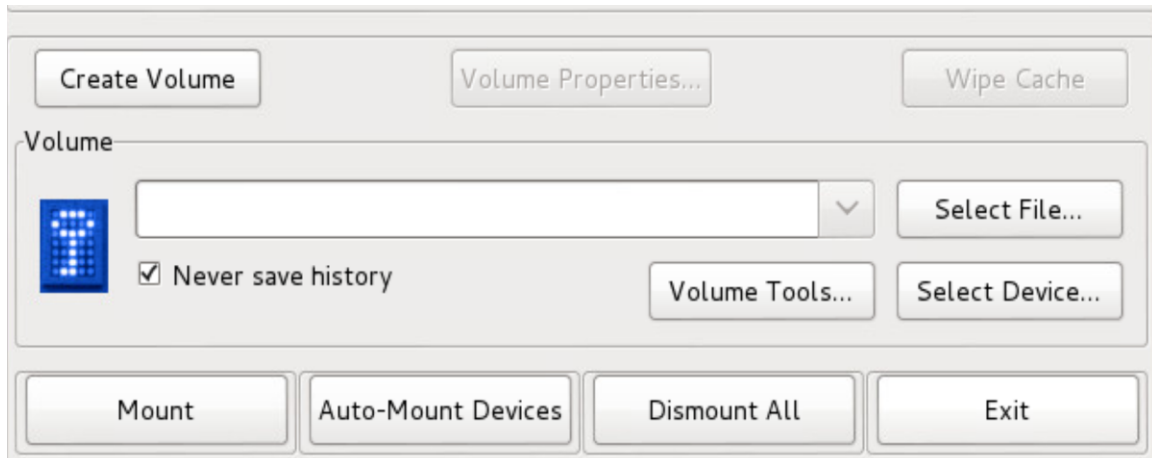 Create Volume Volume Properties... Wipe Cache
Volume
Select File...
Never save history
Volume Tools... Select Device...
Mount Auto-Mount Devices Dismount All Exit